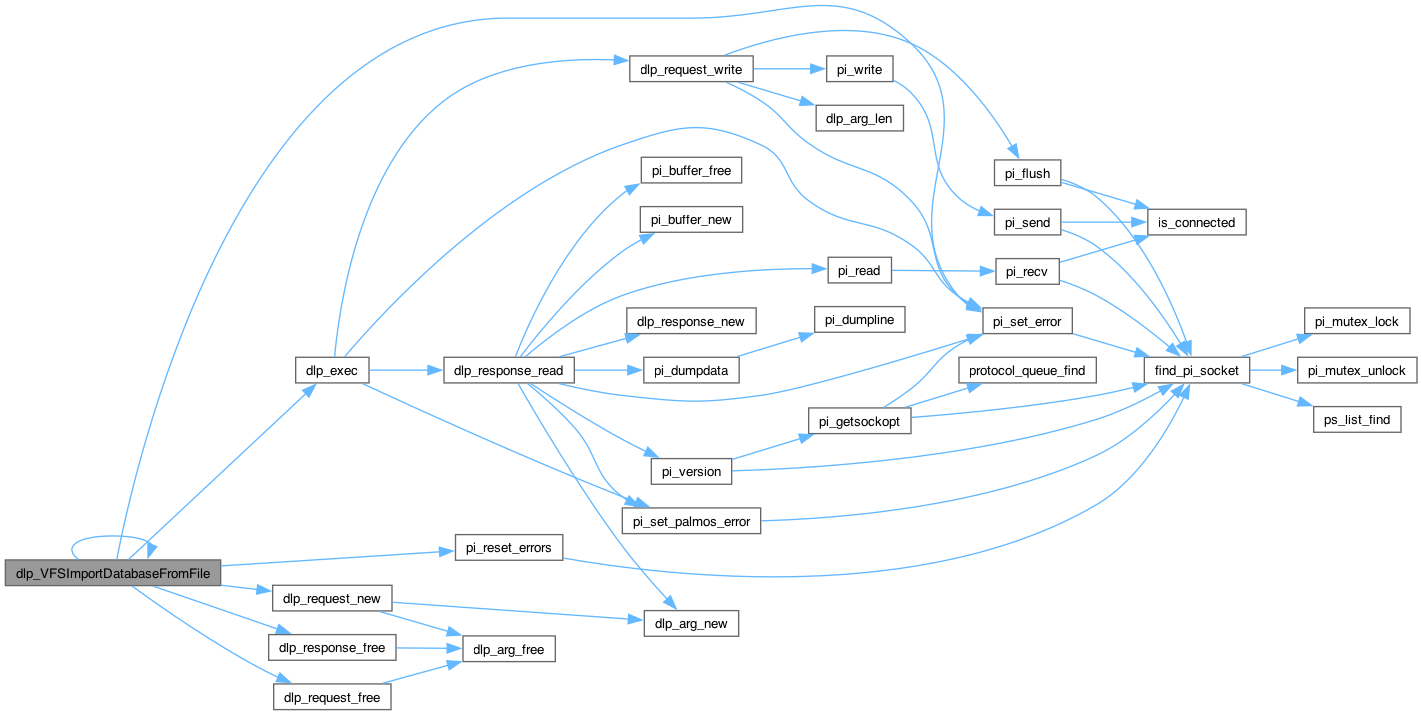 dlp_request_write
pi_write
dlp_arg_len
pi_buffer_free
pi_flush
pi_buffer_new
pi_send
is_connected
pi_read
pi_recv
dlp_response_new
pi_dumpline
pi_set_error
pi_mutex_lock
dlp_exec
dlp_response_read
pi_dumpdata
protocol_queue_find
find_pi_socket
pi_mutex_unlock
pi_getsockopt
ps_list_find
pi_version
pi_set_palmos_error
pi_reset_errors
dlp_VFSImportDatabaseFromFile
dlp_request_new
dlp_arg_new
dlp_response_free
dlp_arg_free
dlp_request_free